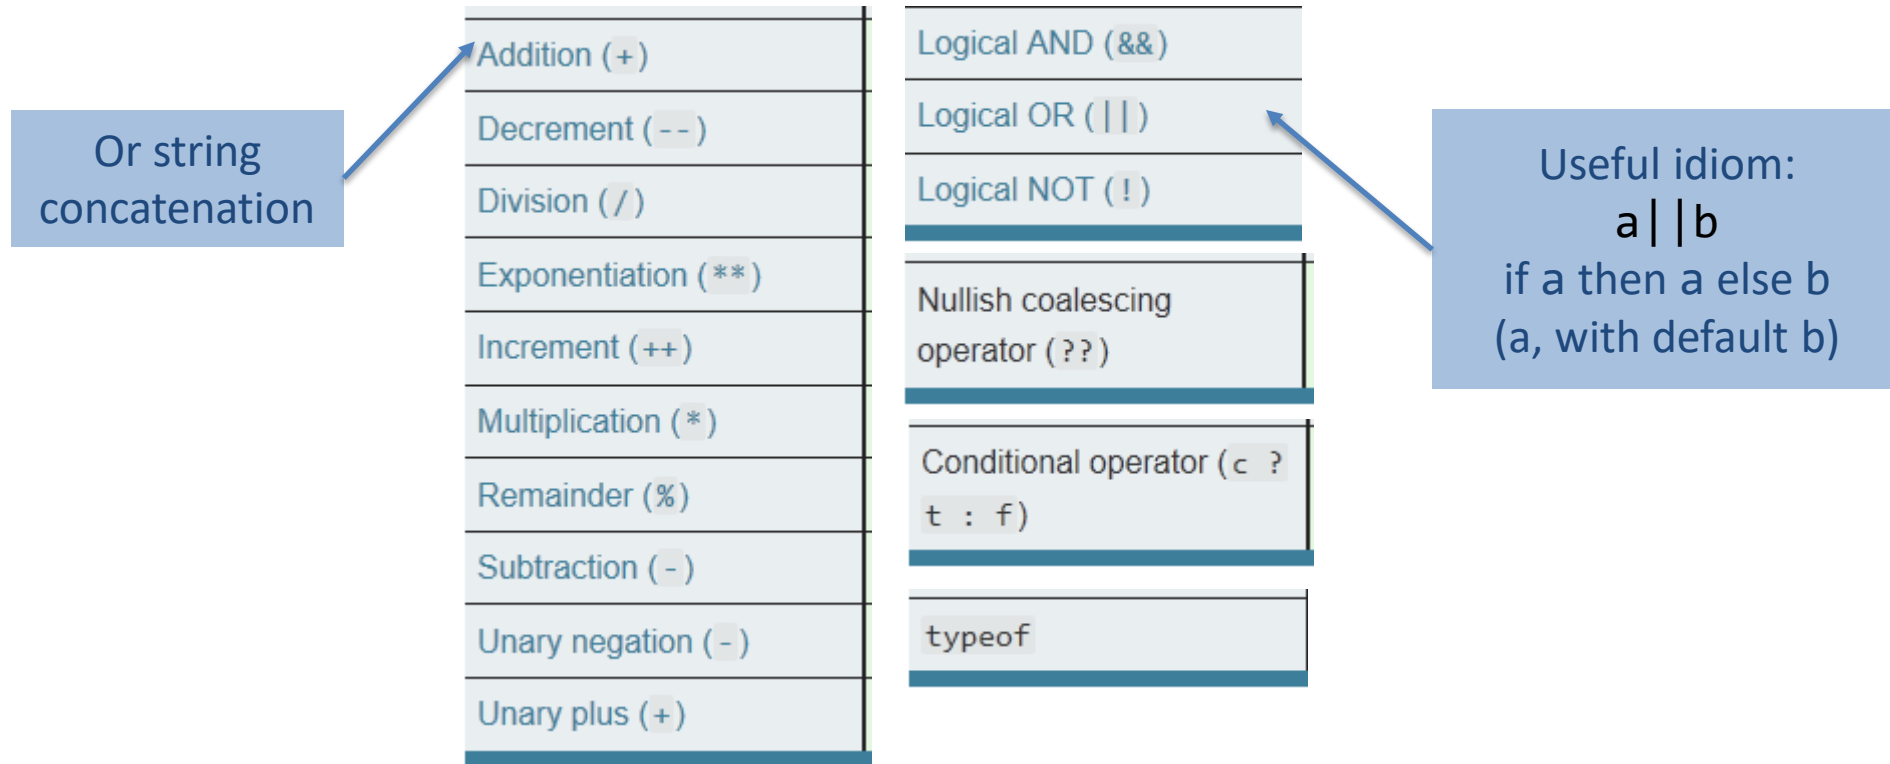 Or string
concatenation
Addition (+)
Decrement (--)
Division (/)
Exponentiation (**)
Increment (++)
Multiplication (*)
Remainder (%)
Subtraction (-)
Unary negation (-)
Unary plus (+)
Logical AND (&&)
Logical OR (||)
Logical NOT (!)
Nullish coalescing
operator (??)
Conditional operator (c ?
t : f)
typeof
Useful idiom:
a||b
if a then a else b
(a, with default b)